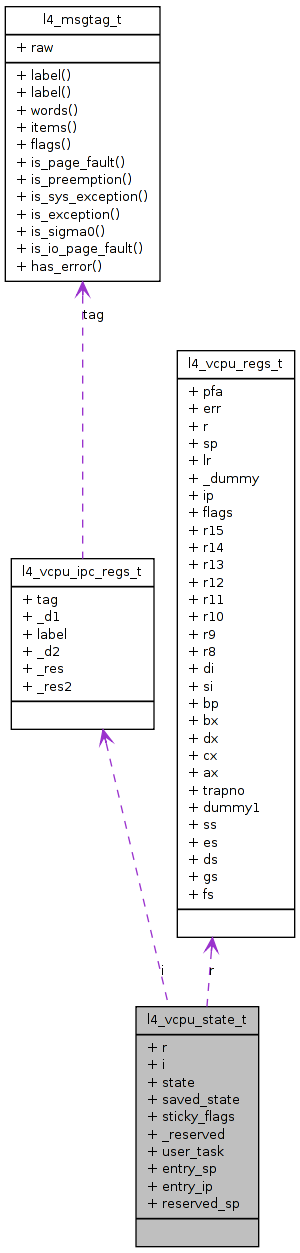 l4_msgtag_t
+ raw
+ label()
+ label()
+ words()
+ items()
+ flags()
+ is_page_fault()
+ is_preemption()
+ is_sys_exception()
+ is_exception()
+ is_sigma0()
+ is_io_page_fault()
+ has_error()
tag
l4_vcpu_regs_t
+ pfa
+ err
+ r
+ sp
+ lr
+ _dummy
+ ip
+ flags
+ r15
+ r14
+ r13
+ r12
+ r11
+ r10
+ r9
+ r8
+ di
+ si
+ bp
+ bx
+ dx
+ cx
+ ax
+ trapno
+ dummy1
+ ss
+ es
+ ds
+ gs
+ fs
l4_vcpu_ipc_regs_t
+ tag
+ _d1
+ label
+ _d2
+ _res
+ _res2
i
r
l4_vcpu_state_t
+ r
+ i
+ state
+ saved_state
+ sticky_flags
+ _reserved
+ user_task
+ entry_sp
+ entry_ip
+ reserved_sp